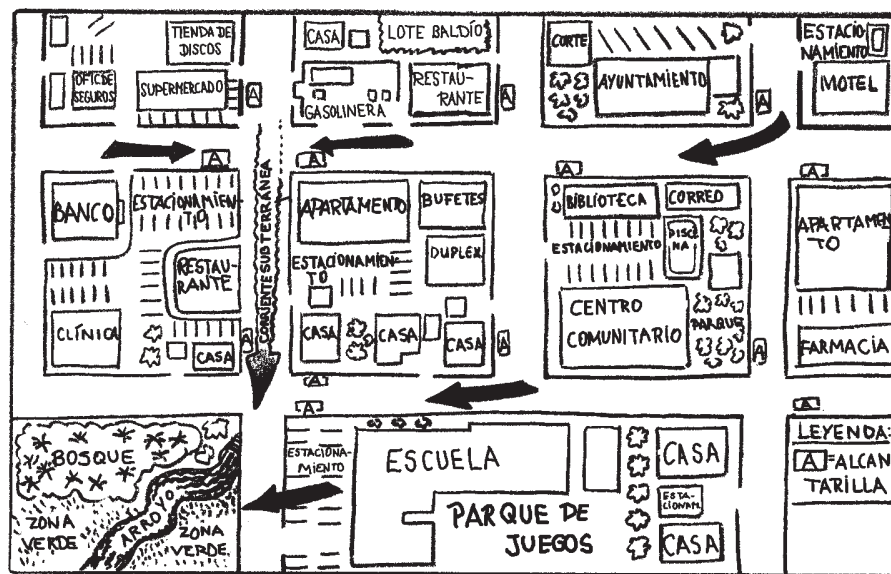 TIENDA DE
DISCOS
OFIC DE
SEGUROS
SUPERMERCADO
A
CASA
LOTE BALDÍO
GASOLINERA
RESTAU-
RANTE
A
CORTE
AYUNTAMIENTO
A
ESTACIO-
NAMIENTO
MOTEL
A
A
A
A
BANCO
ESTACIONAMIEN-
TO
RESTAU-
RANTE
CLÍNICA
CASA
A
CORRIENTE SUBTERRÁNEA
APARTAMENTO
BUFETES
DUPLEX
ESTACIONAMIEN-
TO
CASA
CASA
CASA
A
BIBLIOTECA
CORREO
ESTACIONAMIENTO
PISCI
NA
CENTRO
COMUNITARIO
PARQUE
A
APARTAMEN
TO
FARMACIA
A
A
A
BOSQUE
ARROYO
ZONA
VERDE
ZONA
VERDE
ESTACIONA-
MIENTO
ESCUELA
PARQUE DE
JUEGOS
CASA
ESTA-
CIONAM.
CASA
LEYENDA:
A=ALCAN
TARILLA